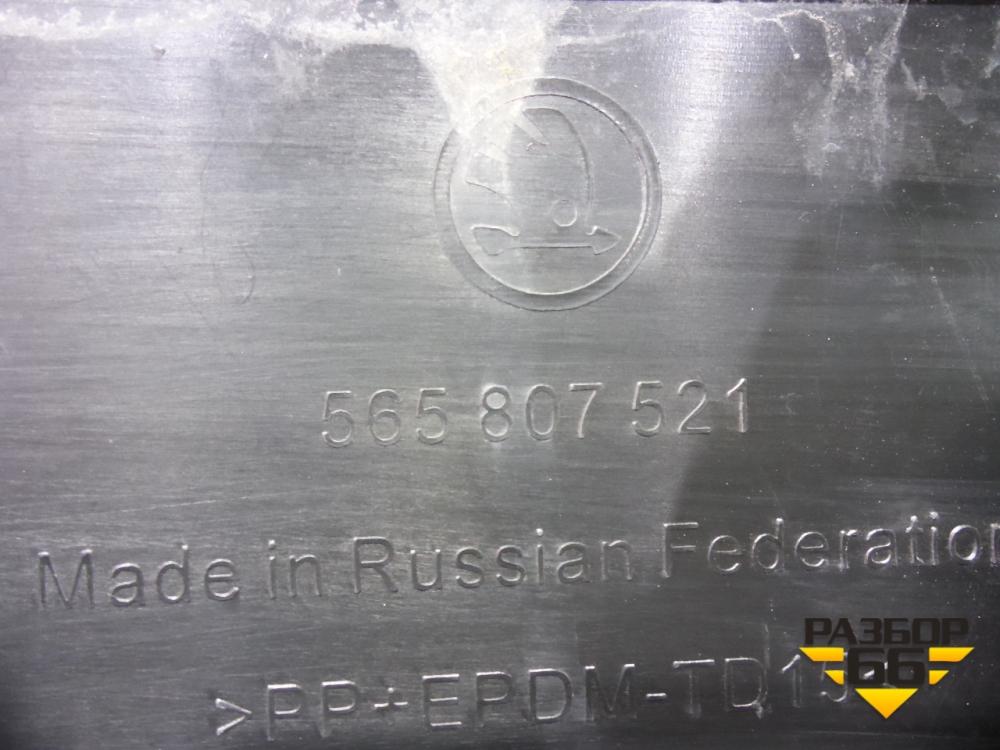 565 807 521
Made in Russian Federation
>PP+EPDM-TD15
РАЗБОР
66